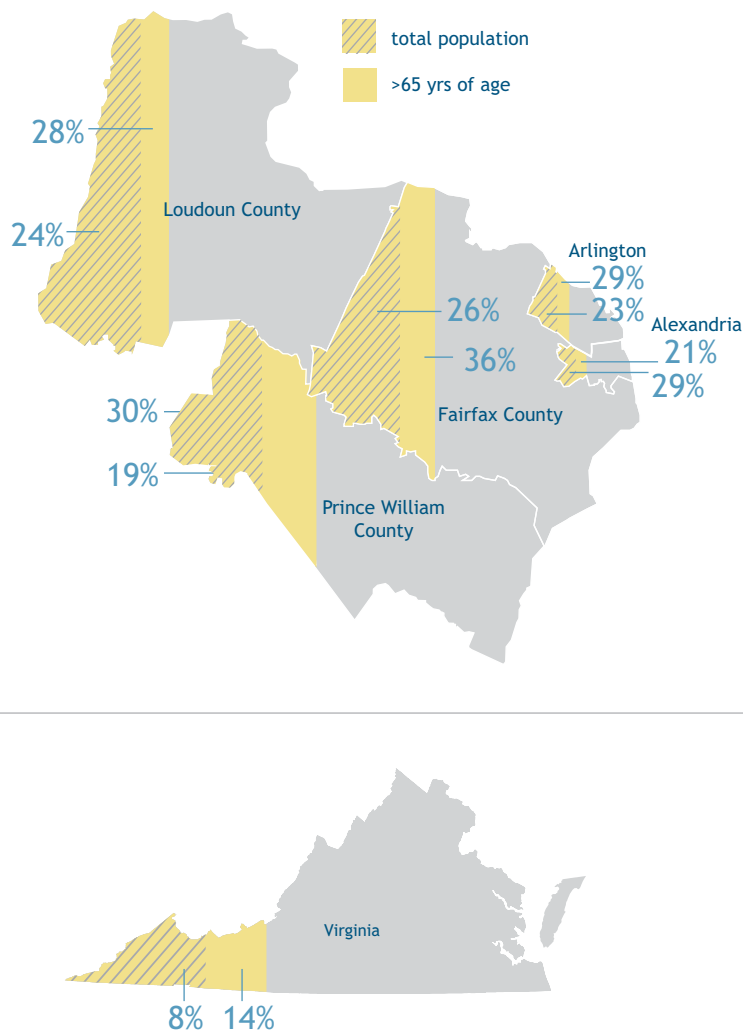 total population
>65 yrs of age
28%
Loudoun County
24%
Arlington
29%
26%
23%
Alexandria
21%
36%
29%
30%
Fairfax County
19%
Prince William
County
Virginia
8%
14%